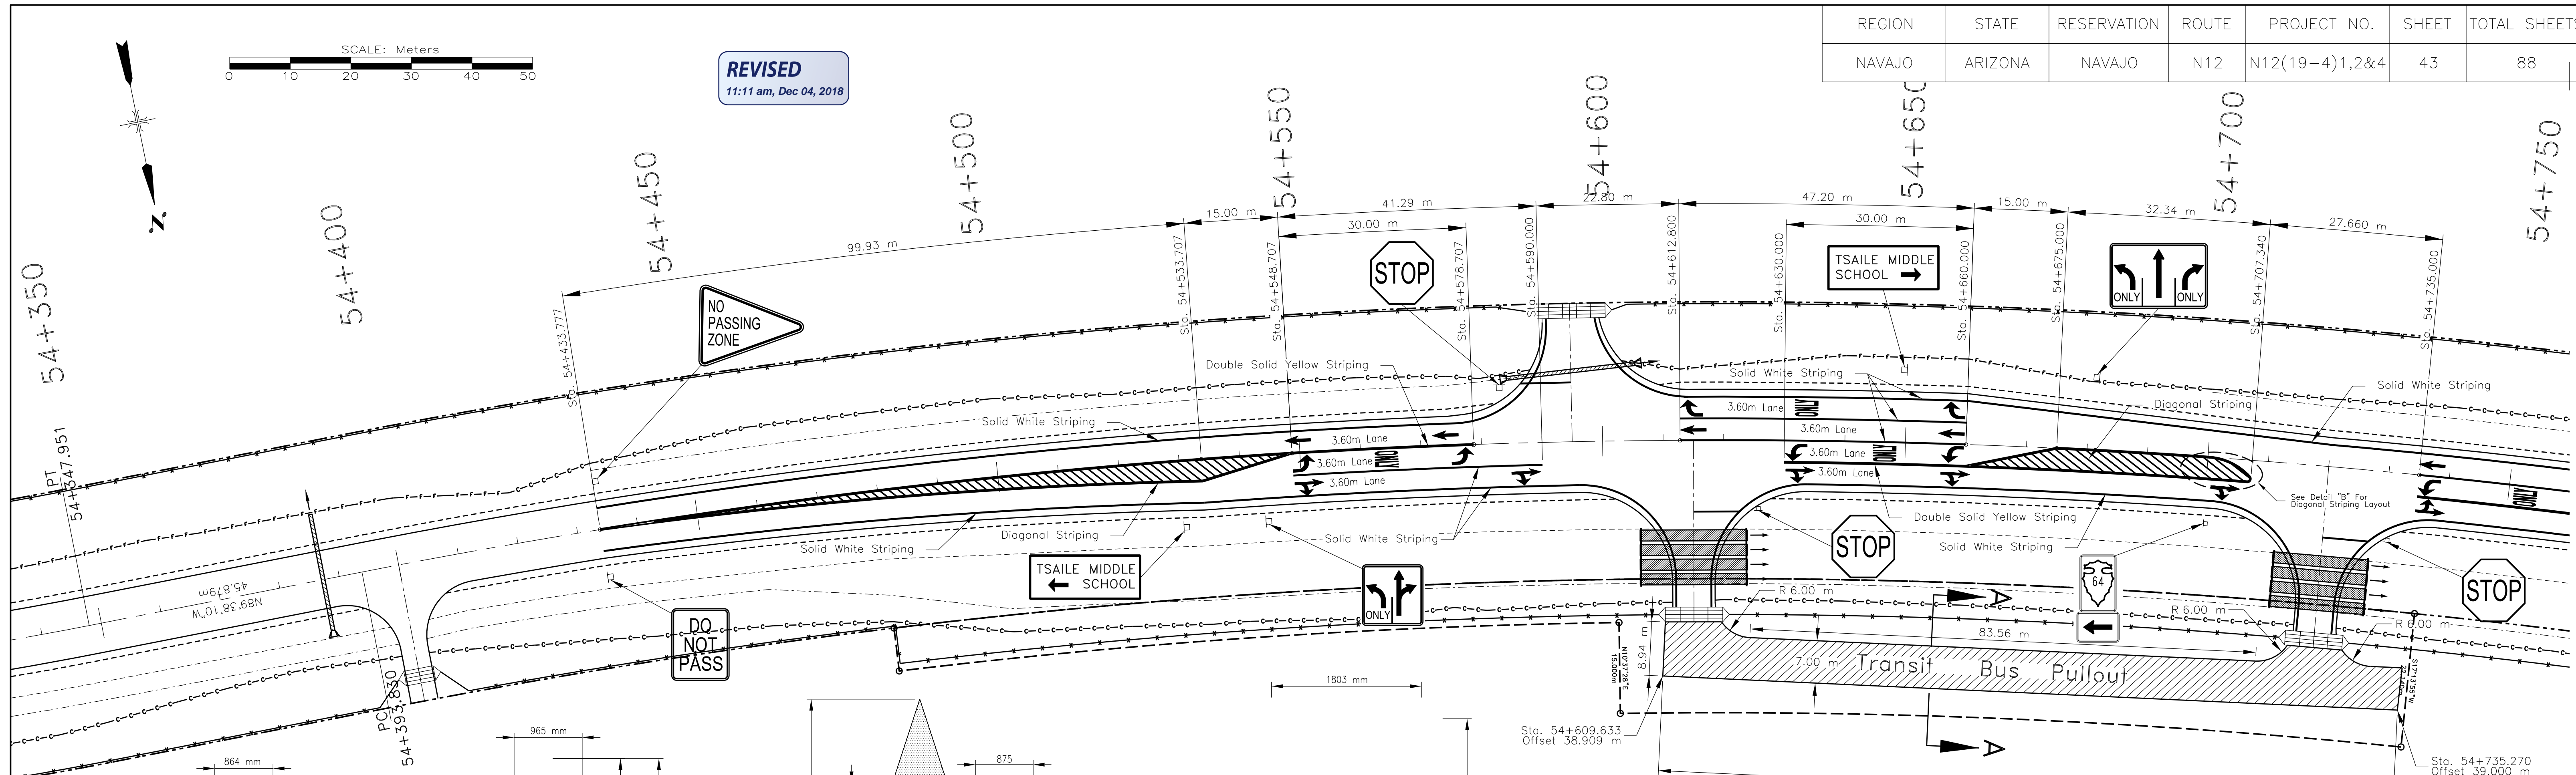 REGION STATE RESERVATION ROUTE PROJECT NO. SHEET TOTAL SHEETS
NAVAJO ARIZONA NAVAJO N12 N12(19-4)1,2&4 43 88
SCALE: Meters
0 10 20 30 40 50
REVISED
11:11 am, Dec 04, 2018
N
54+350
54+400
54+450
54+500
54+550
54+600
54+650
54+700
54+750
99.93 m
15.00 m
41.29 m
22.80 m
47.20 m
15.00 m
32.34 m
27.660 m
30.00 m
30.00 m
Sta. 54+433.777
Sta. 54+533.707
Sta. 54+548.707
Sta. 54+578.707
Sta. 54+590.000
Sta. 54+612.800
Sta. 54+630.000
Sta. 54+660.000
Sta. 54+675.000
Sta. 54+707.340
Sta. 54+735.000
NO
PASSING
ZONE
STOP
TSAILE MIDDLE
SCHOOL
ONLY ONLY
Double Solid Yellow Striping
Solid White Striping
Solid White Striping
Diagonal Striping
Solid White Striping
3.60m Lane ONLY
3.60m Lane
3.60m Lane ONLY
3.60m Lane
3.60m Lane
3.60m Lane ONLY
3.60m Lane
ONLY
See Detail "B" For
Diagonal Striping Layout
PT
54+347.951
45.879m
N89°38'10"W
PC
54+393.830
Solid White Striping
Diagonal Striping
Solid White Striping
Double Solid Yellow Striping
Solid White Striping
TSAILE MIDDLE
SCHOOL
DO
NOT
PASS
ONLY
STOP
64
STOP
R 6.00 m
R 6.00 m
R 6.00 m
A
83.56 m
8.94 m
7.00 m
Transit Bus Pullout
N10°37'28"E
15.000m
S17°13'55"W
Sta. 54+609.633
Offset 38.909 m
A
Sta. 54+735.270
Offset 39.000 m
1803 mm
965 mm
864 mm
875